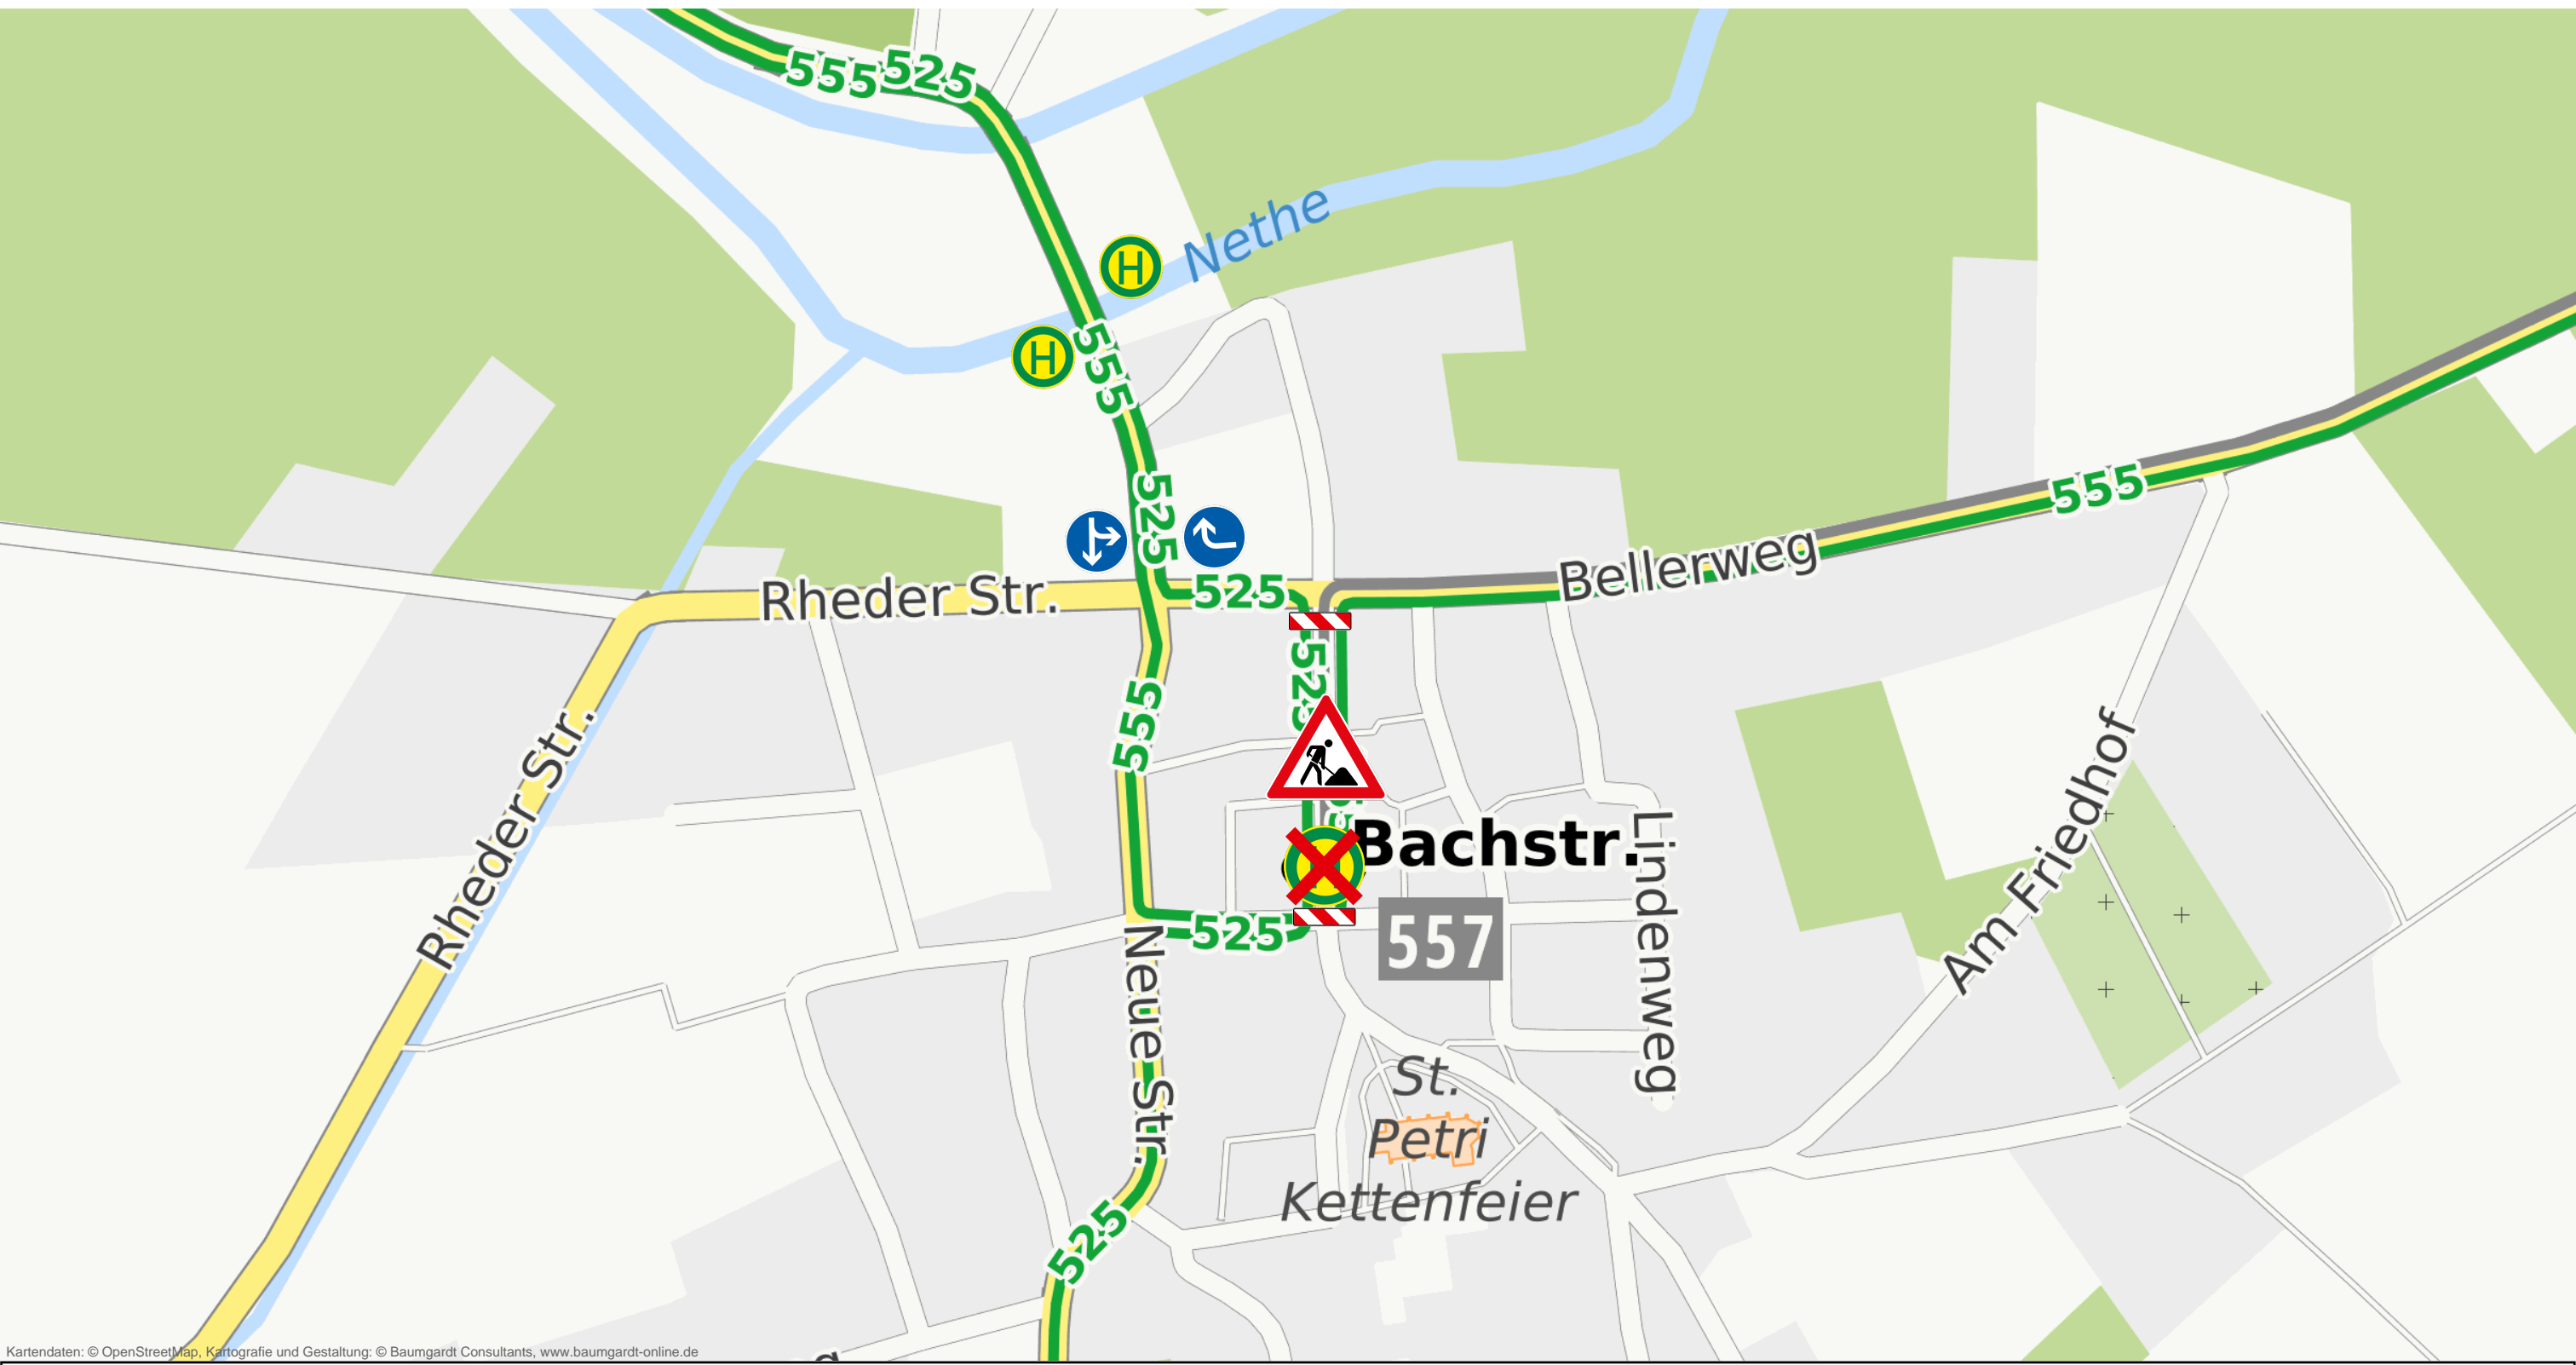 555
525
Nethe
H
H
555
525
555
Bellerweg
525
Rheder Str.
525
555
Rheder Str.
Am Friedhof
Bachstr.
Lindenweg
525
557
Neue Str.
St.
Petri
Kettenfeier
525
Kartendaten: © OpenStreetMap, Kartografie und Gestaltung: © Baumgardt Consultants, www.baumgardt-online.de